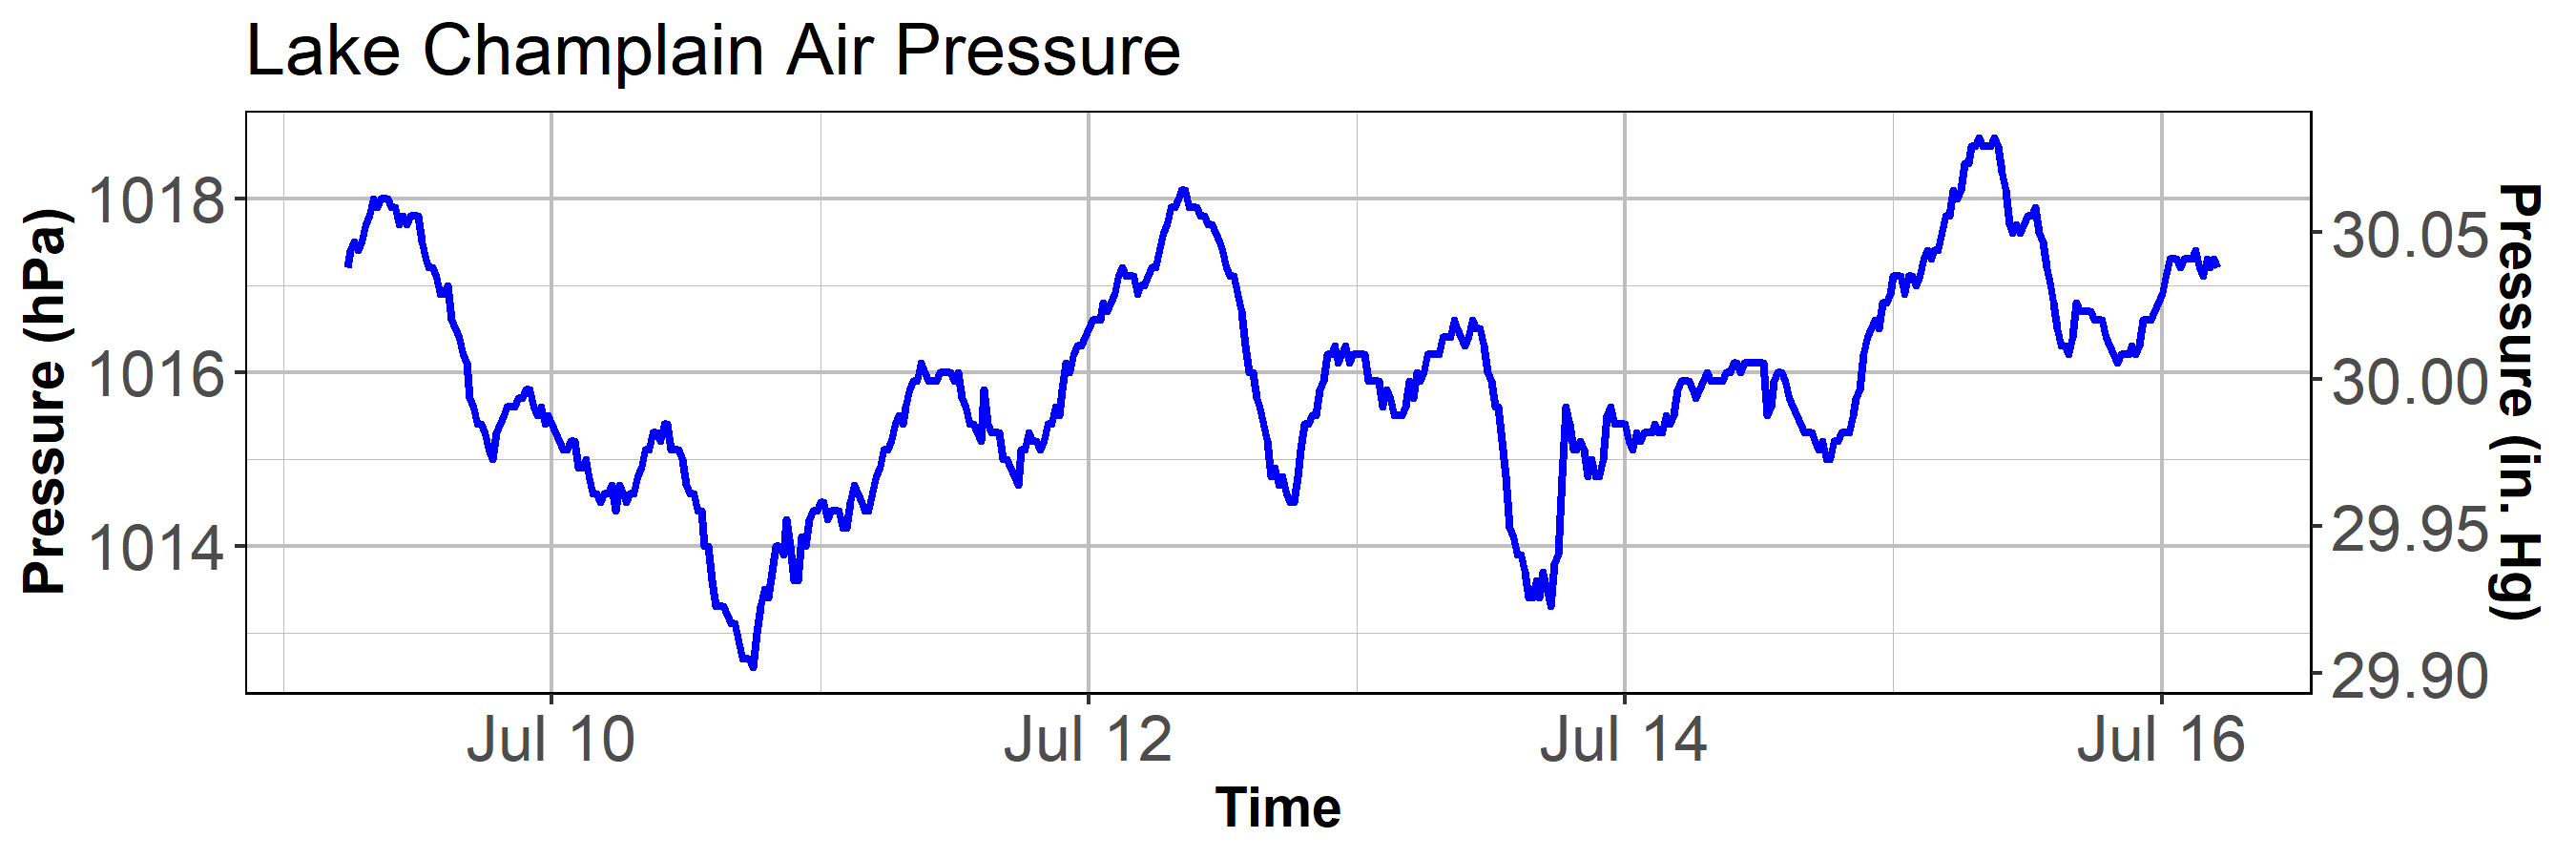 Lake Champlain Air Pressure
Pressure (hPa)
1018
1016
1014
30.05
30.00
29.95
29.90
Pressure (in. Hg)
Jul 10
Jul 12
Jul 14
Jul 16
Time